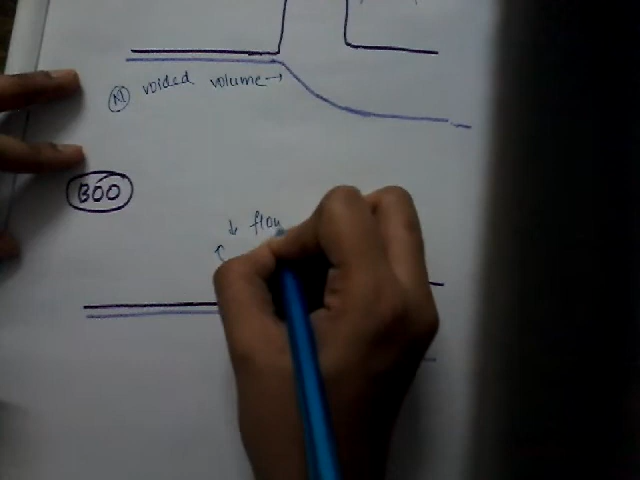 (N) voided volume →
BOO
↓ flow
↑